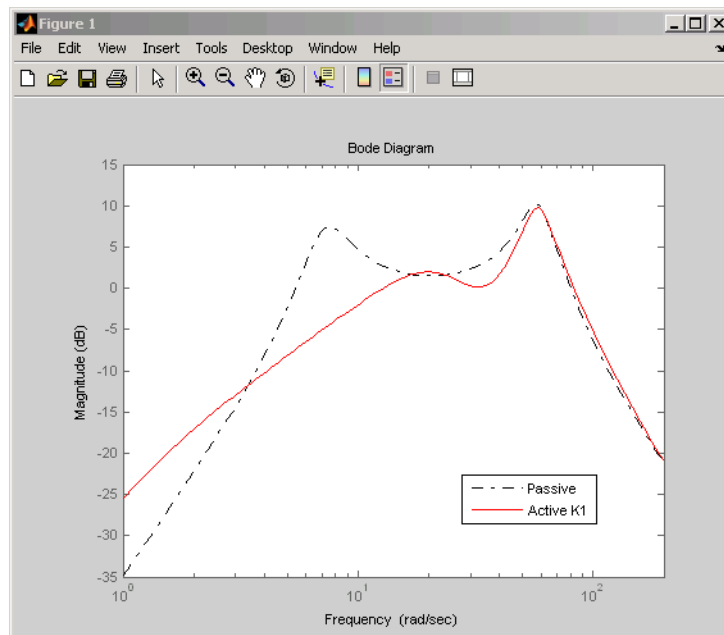 Figure 1
File Edit View Insert Tools Desktop Window Help
Bode Diagram
15
10
5
0
-5
-10
-15
-20
-25
-30
-35
Magnitude (dB)
Passive
Active K1
10^0
10^1
10^2
Frequency (rad/sec)